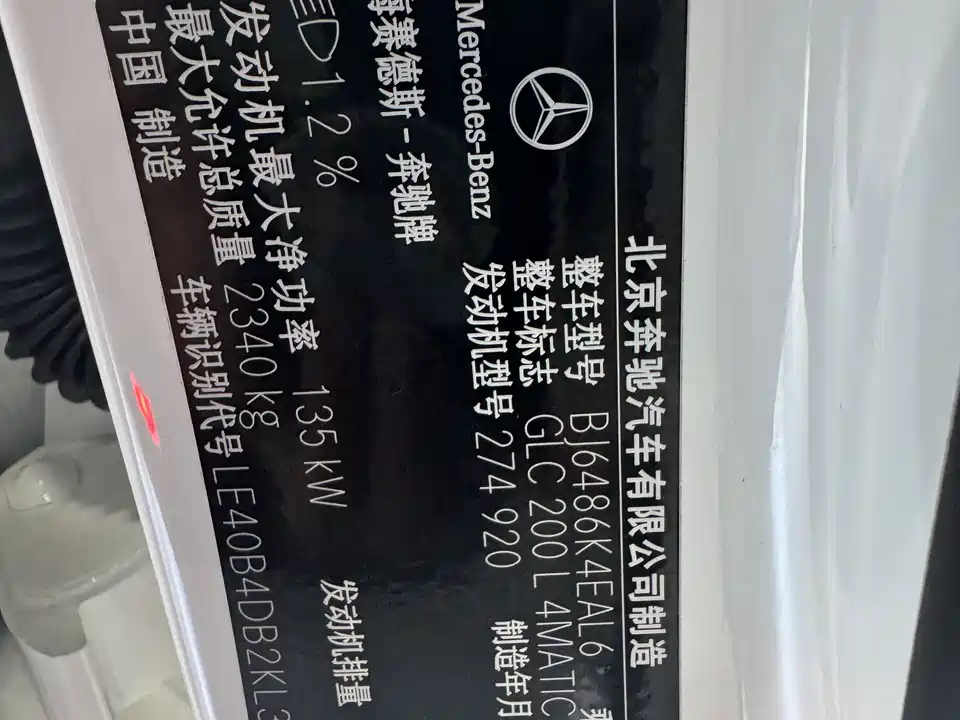 北京奔驰汽车有限公司制造
Mercedes-Benz
梅赛德斯-奔驰牌
整车型号 BJ6486K4EAL6
整车标志 GLC 200 L 4MATIC
发动机型号 274 920 制造年月
1.2 %
发动机最大净功率 135 kW 发动机排量
最大允许总质量 2340 kg
中国 制造 车辆识别代号 LE40B4DB2KL3